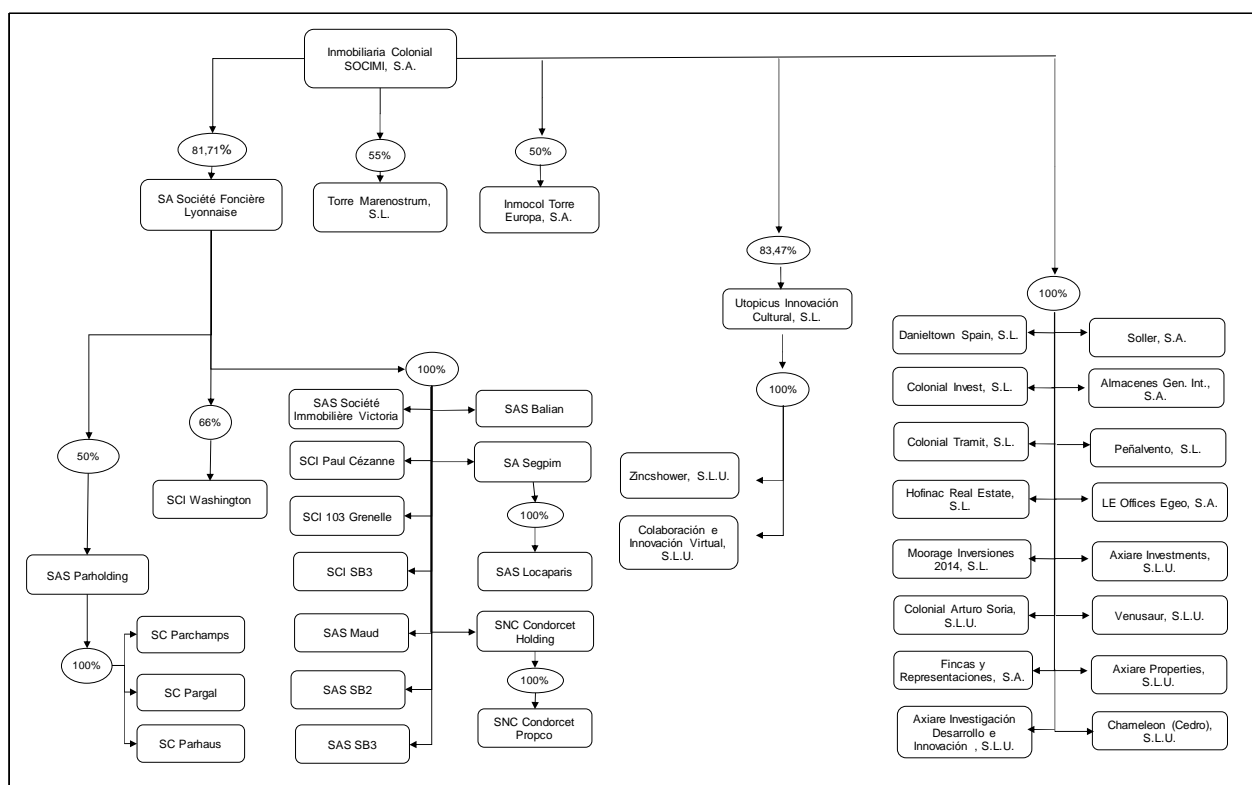 Inmobiliaria Colonial
SOCIMI, S.A.
81,71%
55%
50%
SA Société Foncière
Lyonnaise
Torre Marenostrum,
S.L.
Inmocol Torre
Europa, S.A.
83,47%
100%
Utopicus Innovación
Cultural, S.L.
100%
100%
50%
66%
SCI Washington
SAS Parholding
100%
SC Parchamps
SC Pargal
SC Parhaus
SAS Société
Immobilière Victoria
SCI Paul Cézanne
SCI 103 Grenelle
SCI SB3
SAS Maud
SAS SB2
SAS SB3
SAS Balian
SA Segpim
100%
SAS Locaparis
SNC Condorcet
Holding
100%
SNC Condorcet
Propco
Zincshower, S.L.U.
Colaboración e
Innovación Virtual,
S.L.U.
Danieltown Spain, S.L.
Colonial Invest, S.L.
Colonial Tramit, S.L.
Hofinac Real Estate,
S.L.
Moorage Inversiones
2014, S.L.
Colonial Arturo Soria,
S.L.U.
Fincas y
Representaciones, S.A.
Axiare Investigación
Desarrollo e
Innovación , S.L.U.
Soller, S.A.
Almacenes Gen. Int.,
S.A.
Peñalvento, S.L.
LE Offices Egeo, S.A.
Axiare Investments,
S.L.U.
Venusaur, S.L.U.
Axiare Properties,
S.L.U.
Chameleon (Cedro),
S.L.U.